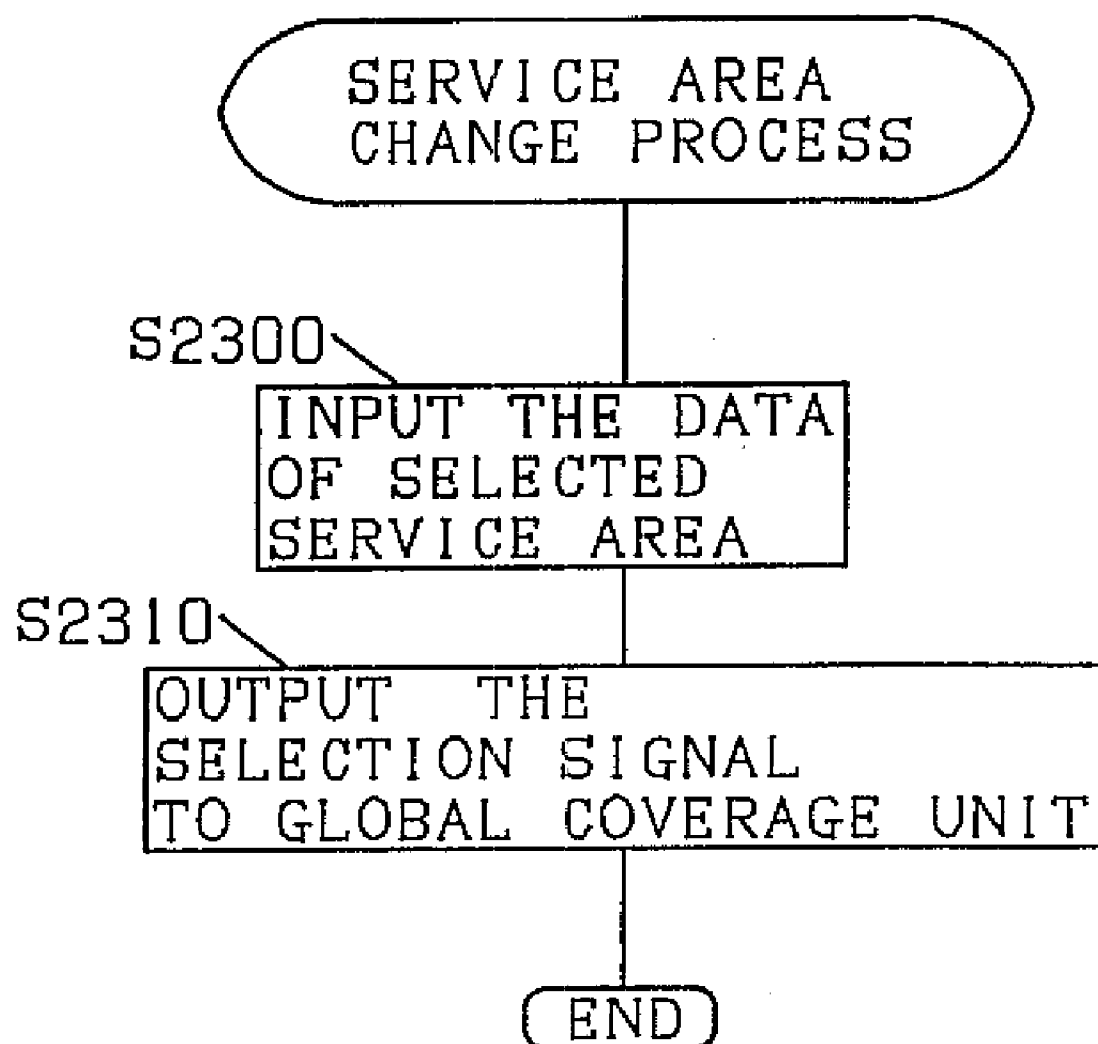 SERVICE AREA
CHANGE PROCESS
S2300
INPUT THE DATA
OF SELECTED
SERVICE AREA
S2310
OUTPUT THE
SELECTION SIGNAL
TO GLOBAL COVERAGE UNIT
END